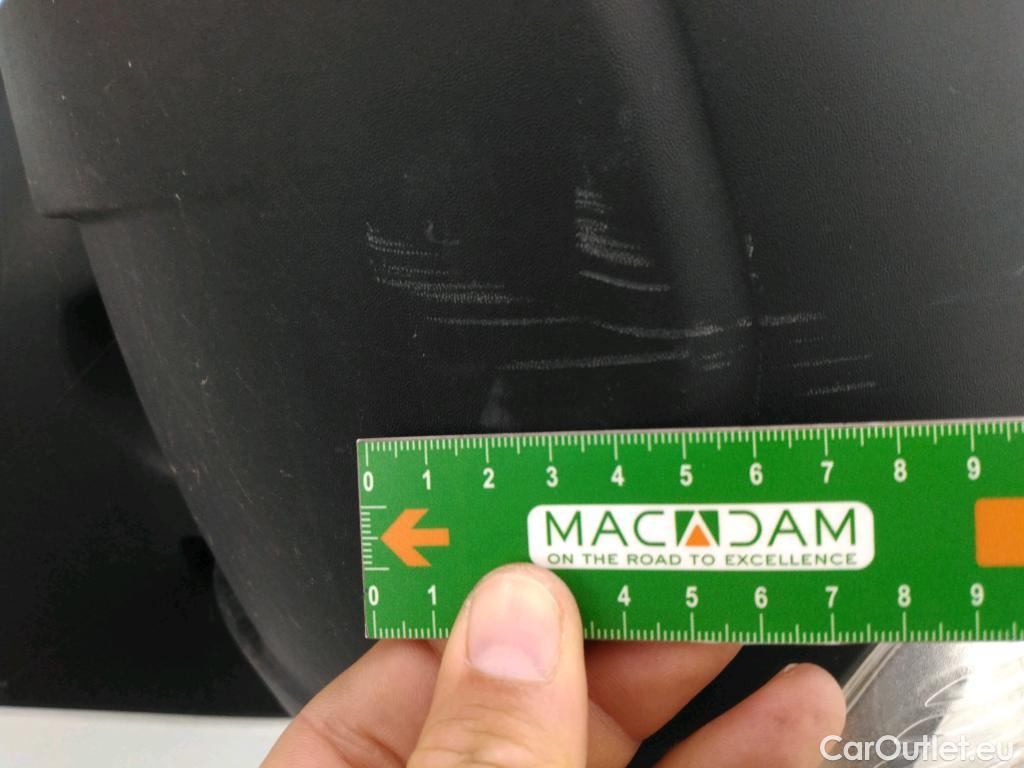 0 1 2 3 4 5 6 7 8 9
MACADAM
ON THE ROAD TO EXCELLENCE
0 1 4 5 6 7 8 9
CarOutlet.eu